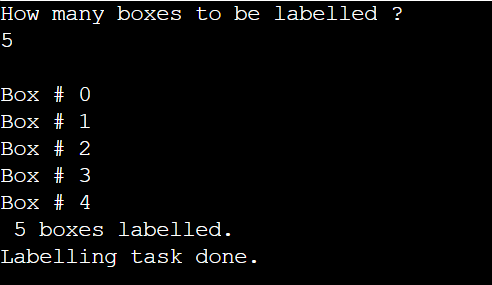 How many boxes to be labelled ?
5
Box # 0
Box # 1
Box # 2
Box # 3
Box # 4
5 boxes labelled.
Labelling task done.